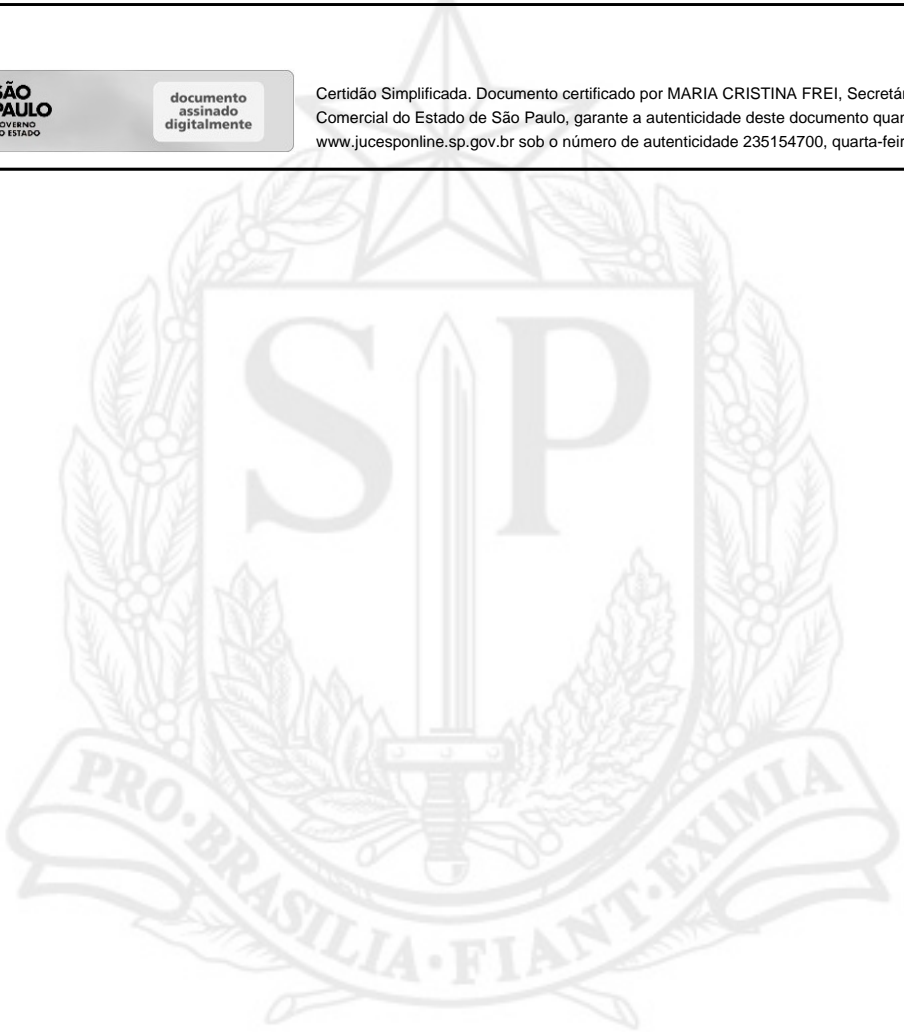 SÃO
PAULO
GOVERNO
DO ESTADO
documento
assinado
digitalmente
Certidão Simplificada. Documento certificado por MARIA CRISTINA FREI, Secretár
Comercial do Estado de São Paulo, garante a autenticidade deste documento quan
www.jucesponline.sp.gov.br sob o número de autenticidade 235154700, quarta-feir
S P
PRO·BRASILIA·FIANT·EXIMIA